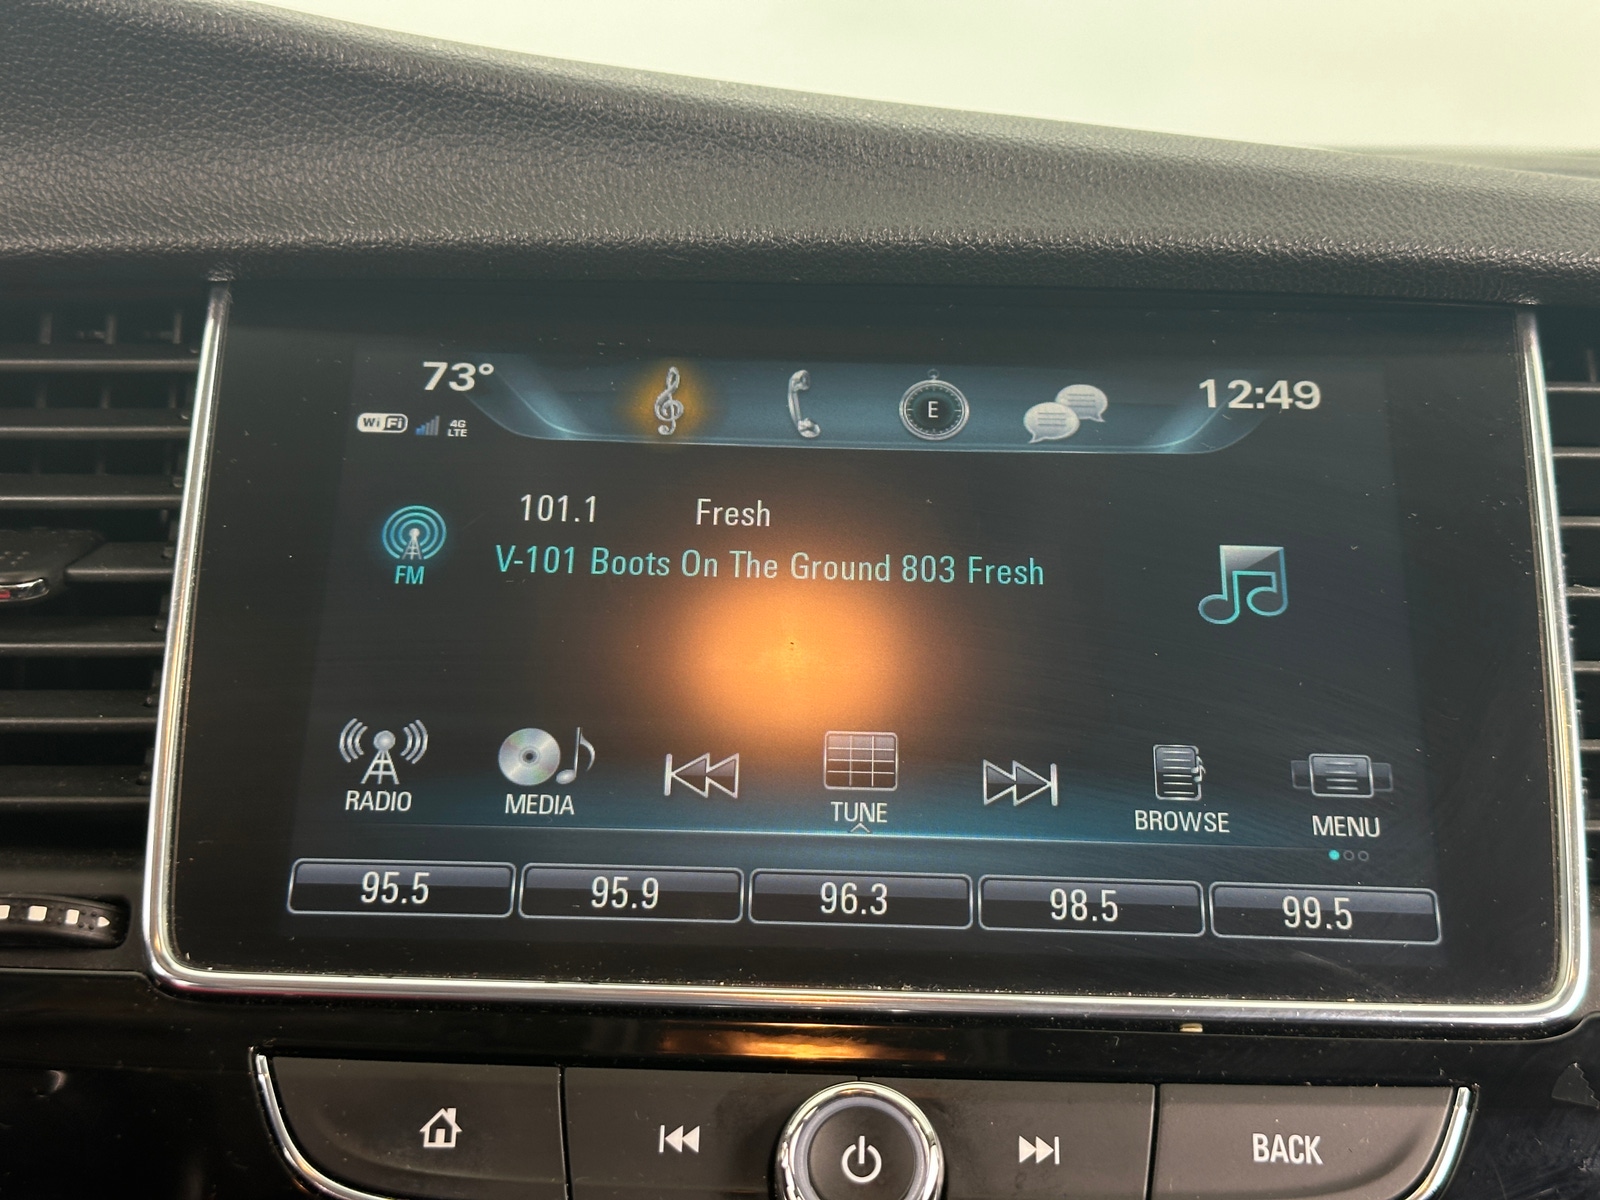 73°
12:49
WiFi
4G
LTE
E
101.1 Fresh
V-101 Boots On The Ground 803 Fresh
FM
RADIO
MEDIA
TUNE
BROWSE
MENU
95.5
95.9
96.3
98.5
99.5
BACK